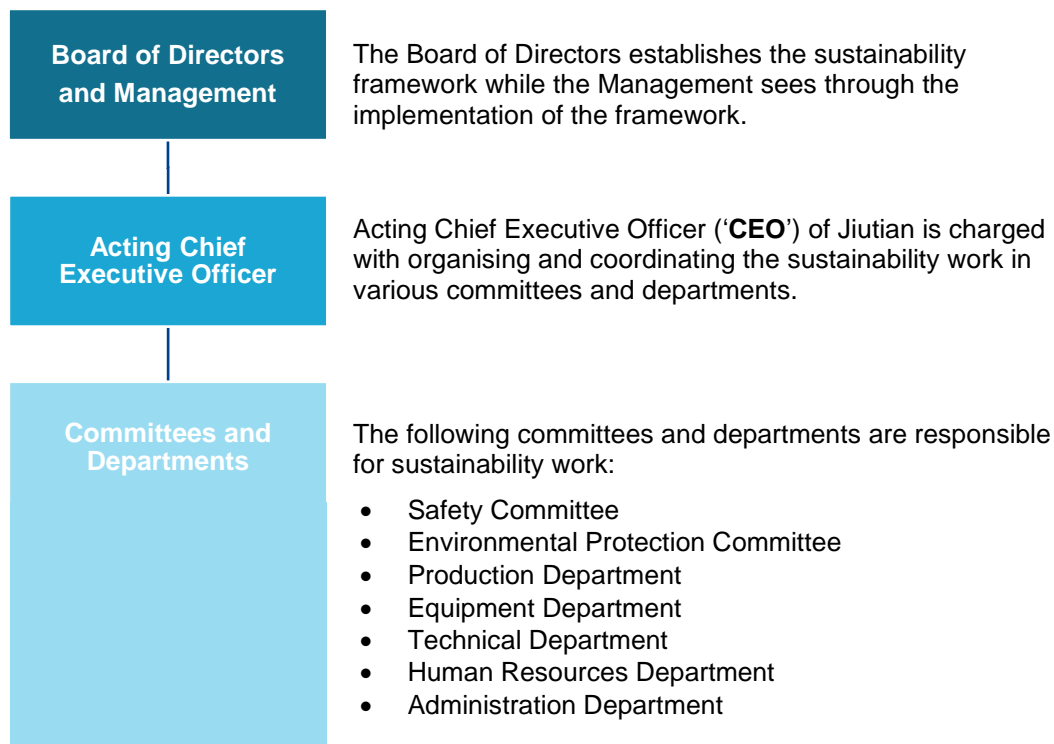 Board of Directors
and Management
The Board of Directors establishes the sustainability
framework while the Management sees through the
implementation of the framework.
Acting Chief
Executive Officer
Acting Chief Executive Officer (‘CEO’) of Jiutian is charged
with organising and coordinating the sustainability work in
various committees and departments.
Committees and
Departments
The following committees and departments are responsible
for sustainability work:
• Safety Committee
• Environmental Protection Committee
• Production Department
• Equipment Department
• Technical Department
• Human Resources Department
• Administration Department